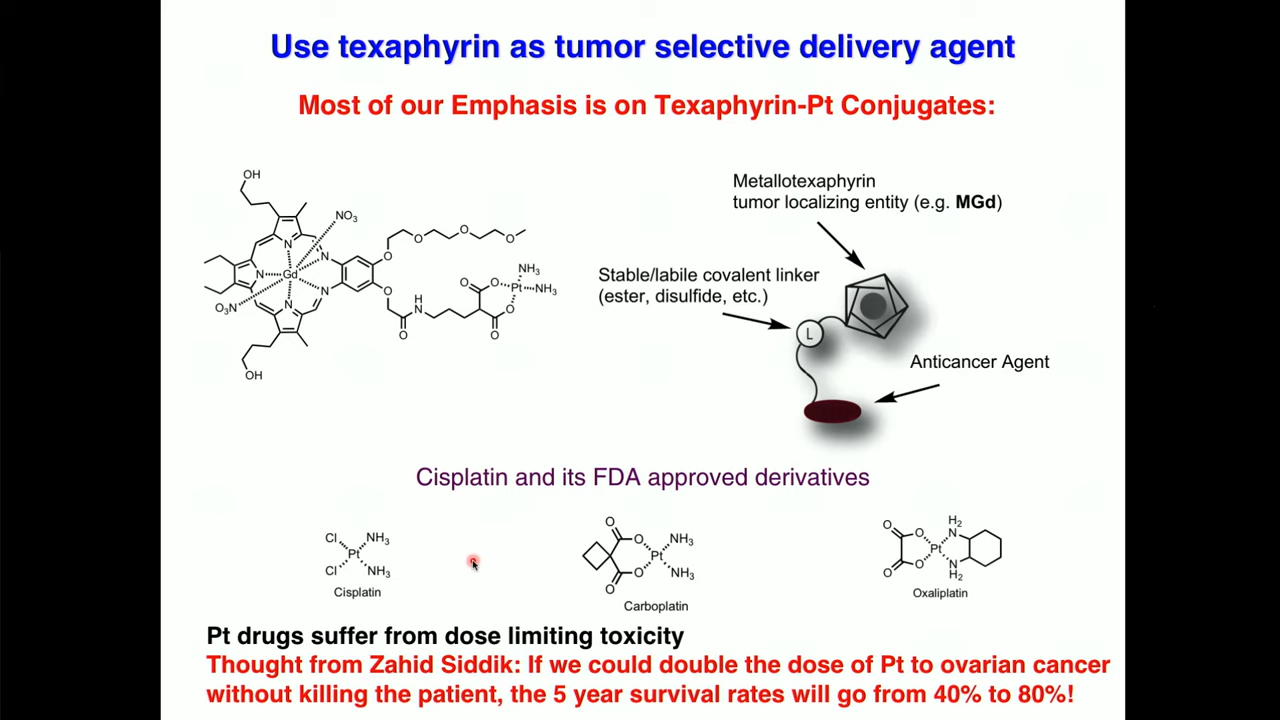 Use texaphyrin as tumor selective delivery agent
Most of our Emphasis is on Texaphyrin-Pt Conjugates:
OH
NO3
N
N
N
Gd
N
N
O3N
OH
O
O
O
O
O
O
H
N
O
O
O
O
O
Pt
NH3
NH3
Metallotexaphyrin
tumor localizing entity (e.g. MGd)
Stable/labile covalent linker
(ester, disulfide, etc.)
L
Anticancer Agent
Cisplatin and its FDA approved derivatives
Cl
NH3
Pt
Cl
NH3
Cisplatin
O
O
NH3
Pt
O
NH3
O
Carboplatin
O
O
H2
N
Pt
O
O
N
H2
Oxaliplatin
Pt drugs suffer from dose limiting toxicity
Thought from Zahid Siddik: If we could double the dose of Pt to ovarian cancer
without killing the patient, the 5 year survival rates will go from 40% to 80%!